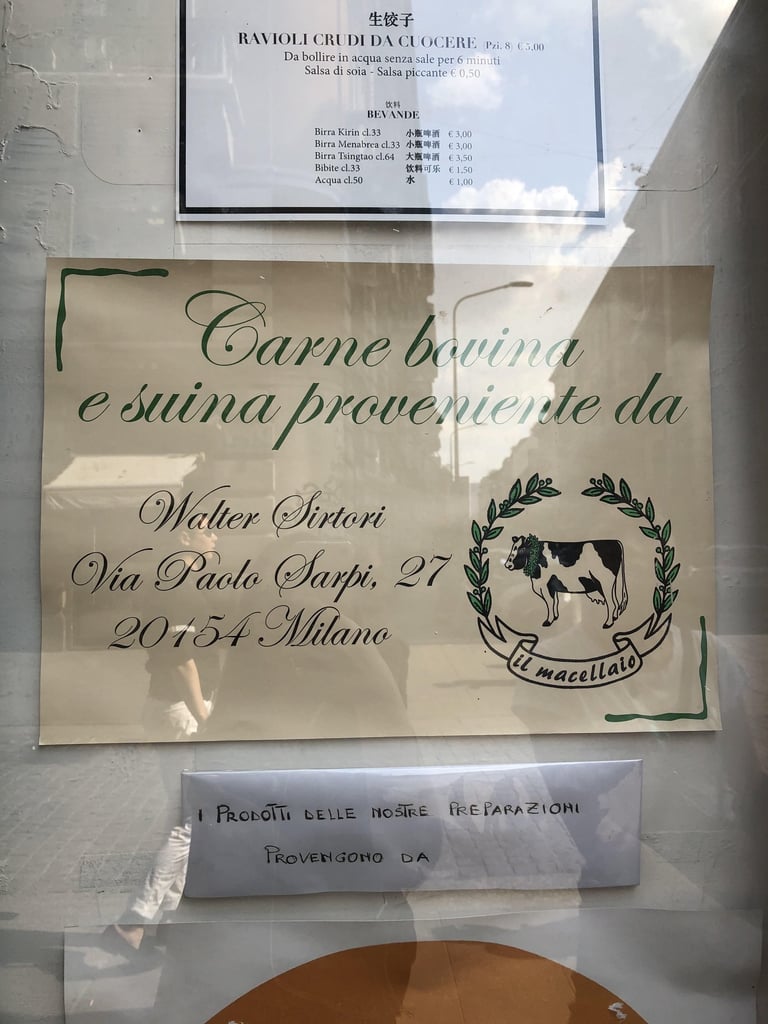 生饺子
RAVIOLI CRUDI DA CUOCERE (Pzi. 8) € 3,00
Da bollire in acqua senza sale per 6 minuti
Salsa di soia - Salsa piccante € 0,50
饮料
BEVANDE
Birra Kirin cl.33 小瓶啤酒 € 3,00
Birra Menabrea cl.33 小瓶啤酒 € 3,00
Birra Tsingtao cl.64 大瓶啤酒 € 3,50
Bibite cl.33 饮料可乐 € 1,50
Acqua cl.50 水 € 1,00
Carne bovina
e suina proveniente da
Walter Sirtori
Via Paolo Sarpi, 27
20154 Milano
il macellaio
I PRODOTTI DELLE NOSTRE PREPARAZIONI
PROVENGONO DA